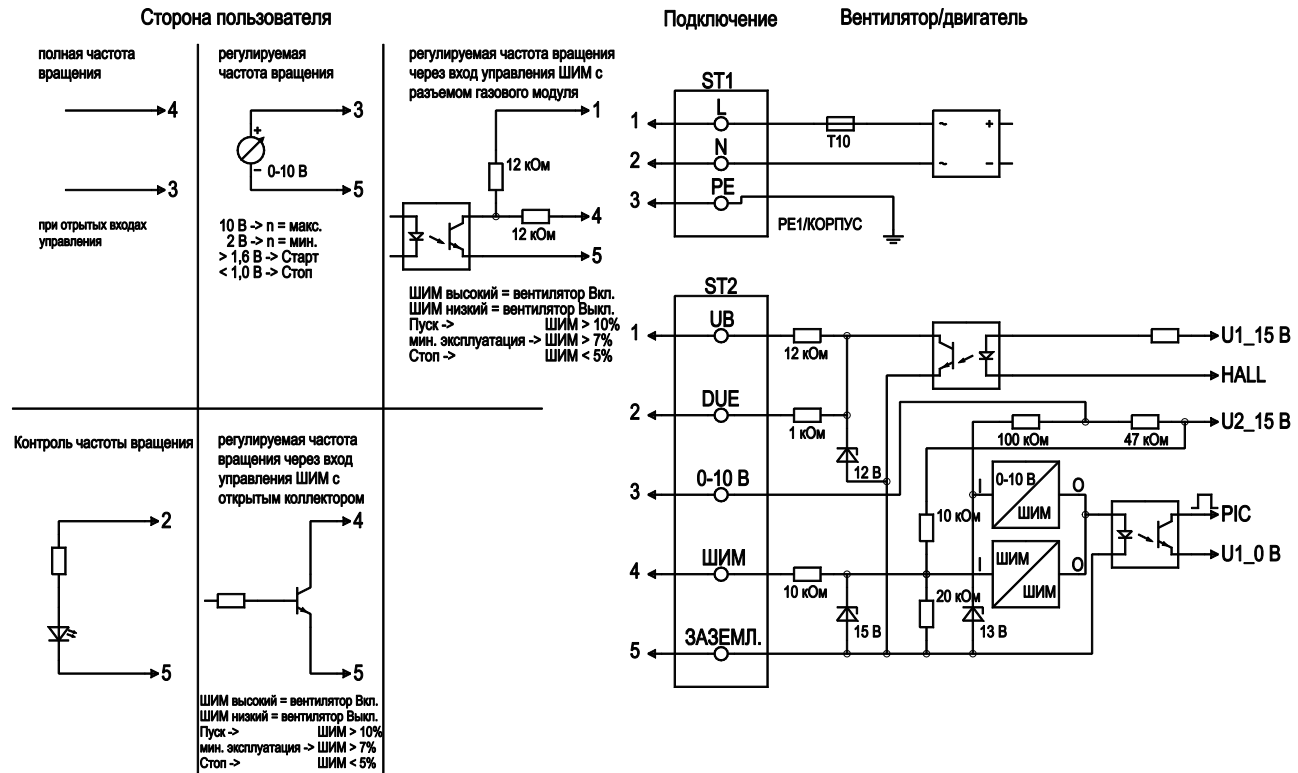 Сторона пользователя
Подключение
Вентилятор/двигатель
полная частота
вращения
4
3
при отрытых входах
управления
регулируемая
частота вращения
3
+
0-10 В
–
5
10 В -> n = макс.
2 В -> n = мин.
> 1,6 В -> Старт
< 1,0 В -> Стоп
регулируемая частота вращения
через вход управления ШИМ с
разъемом газового модуля
1
12 кОм
4
12 кОм
5
ШИМ высокий = вентилятор Вкл.
ШИМ низкий = вентилятор Выкл.
Пуск -> ШИМ > 10%
мин. эксплуатация -> ШИМ > 7%
Стоп -> ШИМ < 5%
Контроль частоты вращения
2
5
регулируемая частота
вращения через вход
управления ШИМ с
открытым коллектором
4
5
ШИМ высокий = вентилятор Вкл.
ШИМ низкий = вентилятор Выкл.
Пуск -> ШИМ > 10%
мин. эксплуатация -> ШИМ > 7%
Стоп -> ШИМ < 5%
ST1
1 L
T10
~ +
2 N
~ –
3 PE
PE1/КОРПУС
ST2
1 UB
12 кОм
U1_15 В
HALL
2 DUE
1 кОм
100 кОм
47 кОм
U2_15 В
12 В
3 0-10 В
I 0-10 В
ШИМ O
10 кОм
PIC
4 ШИМ
10 кОм
I ШИМ
ШИМ O
U1_0 В
20 кОм
15 В
13 В
5 ЗАЗЕМЛ.